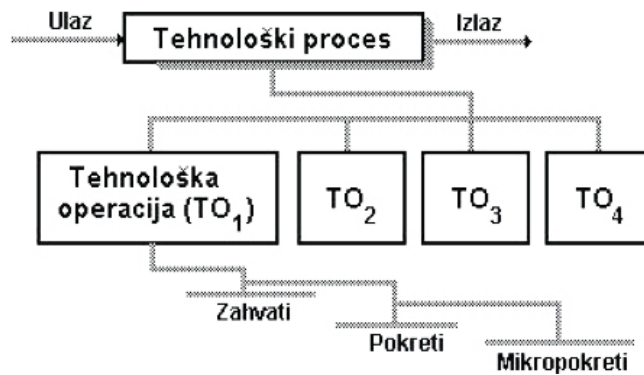 Ulaz
Tehnološki proces
Izlaz
Tehnološka
operacija (TO₁)
TO₂
TO₃
TO₄
Zahvati
Pokreti
Mikropokreti